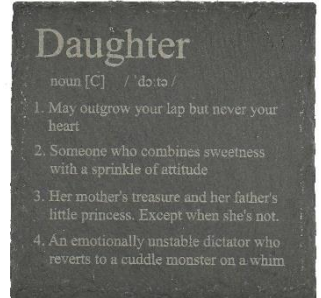 Daughter
noun [C] / 'dɔːtə /
1. May outgrow your lap but never your
heart
2. Someone who combines sweetness
with a sprinkle of attitude
3. Her mother's treasure and her father's
little princess. Except when she's not.
4. An emotionally unstable dictator who
reverts to a cuddle monster on a whim